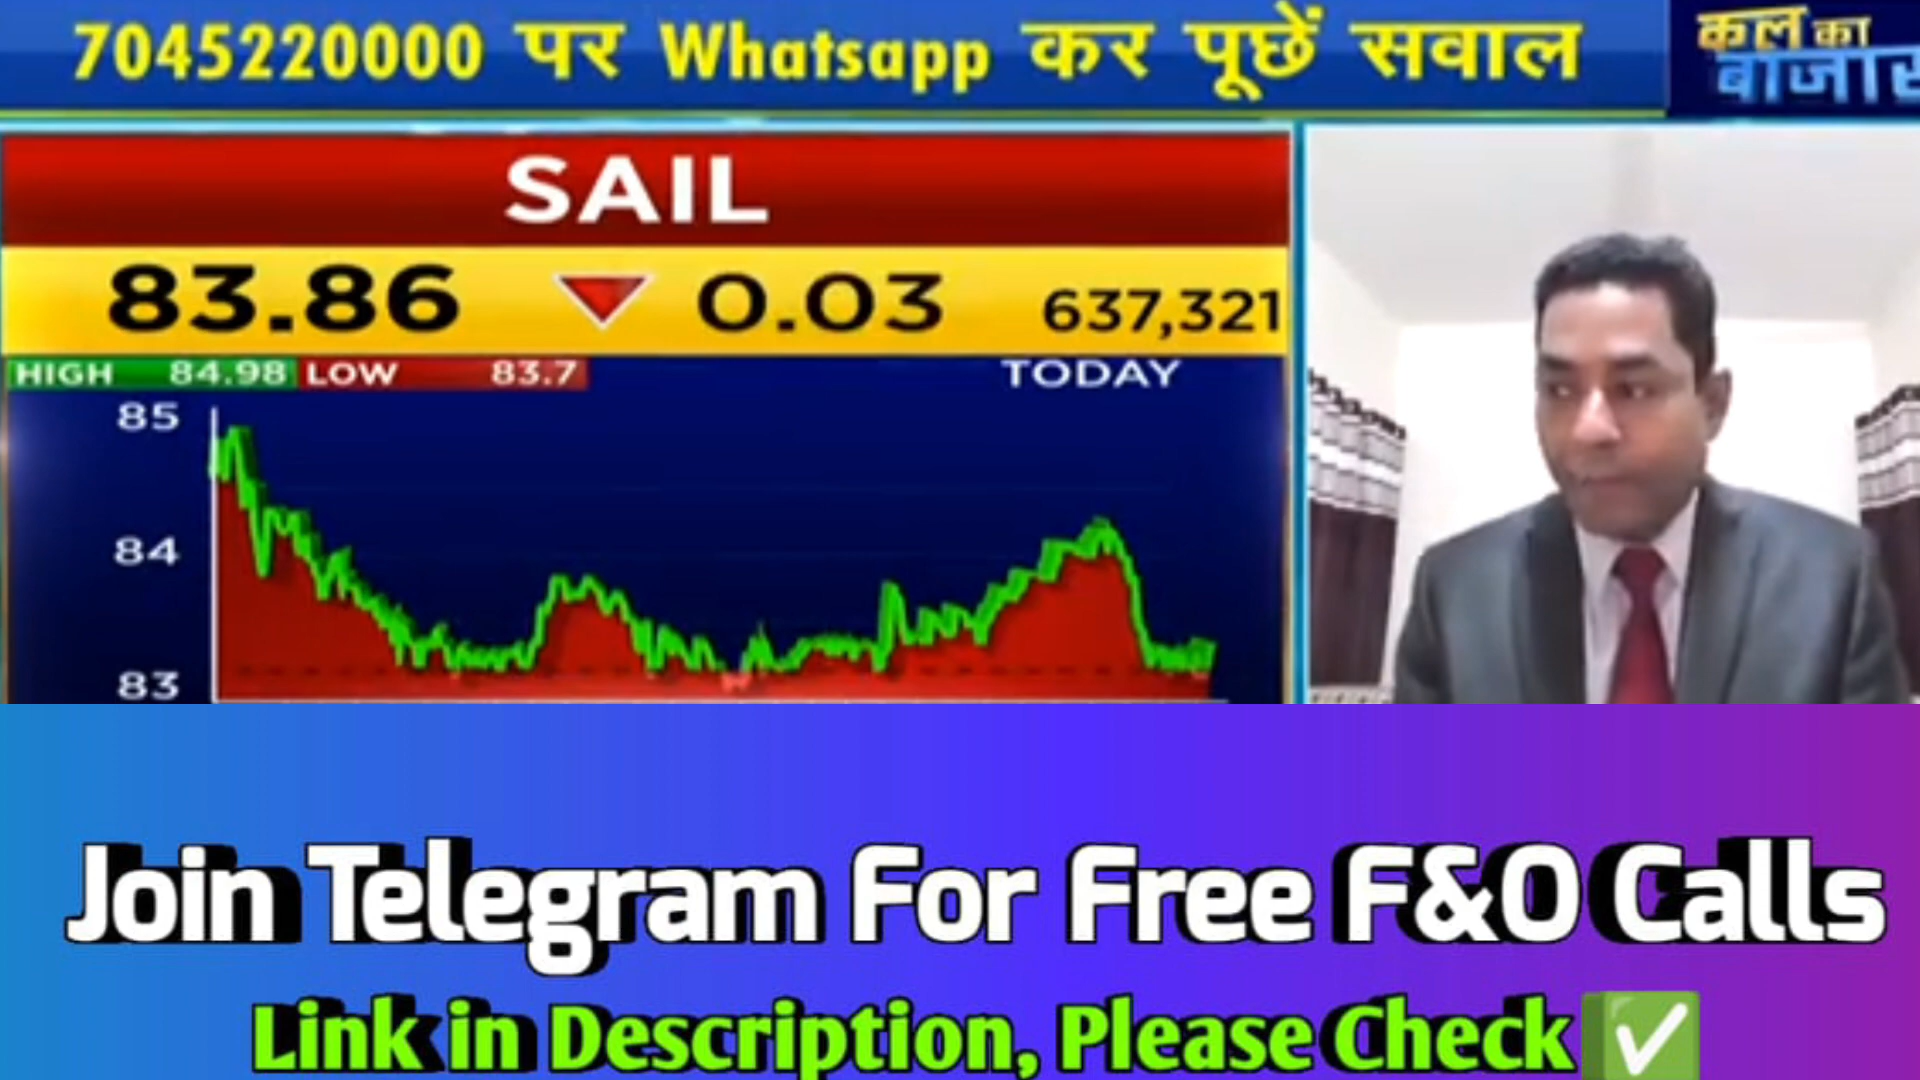 7045220000 पर Whatsapp कर पूछें सवाल
कल का
बाजार
SAIL
83.86 0.03 637,321
HIGH 84.98 LOW 83.7 TODAY
85
84
83
Join Telegram For Free F&O Calls
Link in Description, Please Check ✅